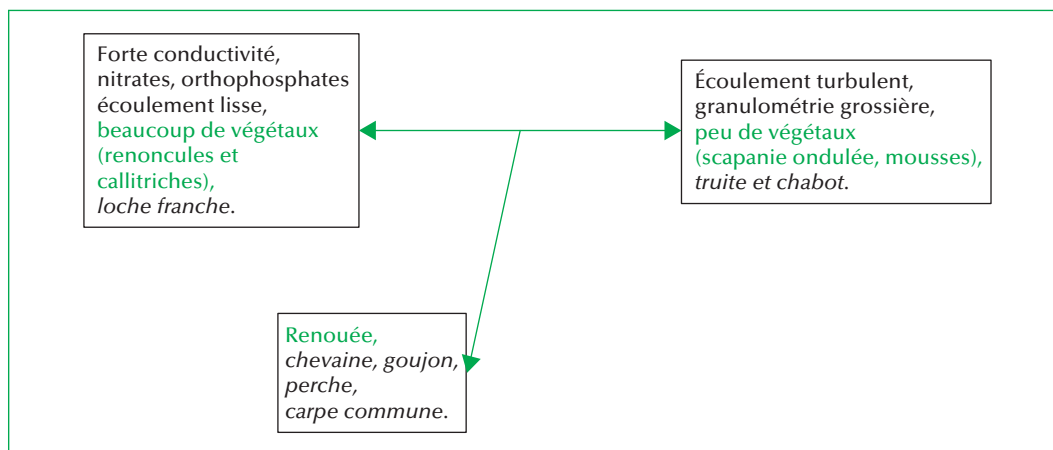 Forte conductivité,
nitrates, orthophosphates
écoulement lisse,
beaucoup de végétaux
(renoncules et
callitriches),
loche franche.
Écoulement turbulent,
granulométrie grossière,
peu de végétaux
(scapanie ondulée, mousses),
truite et chabot.
Renouée,
chevaine, goujon,
perche,
carpe commune.